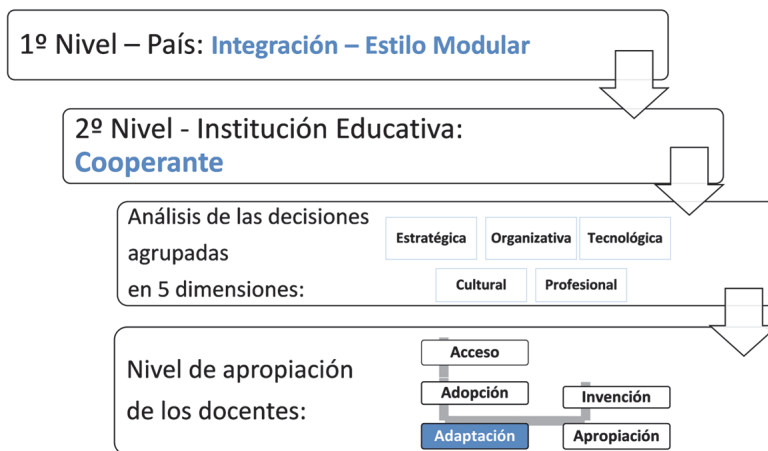 1º Nivel – País: Integración – Estilo Modular
2º Nivel - Institución Educativa:
Cooperante
Análisis de las decisiones
agrupadas
en 5 dimensiones:
Estratégica
Organizativa
Tecnológica
Cultural
Profesional
Nivel de apropiación
de los docentes:
Acceso
Adopción
Adaptación
Invención
Apropiación